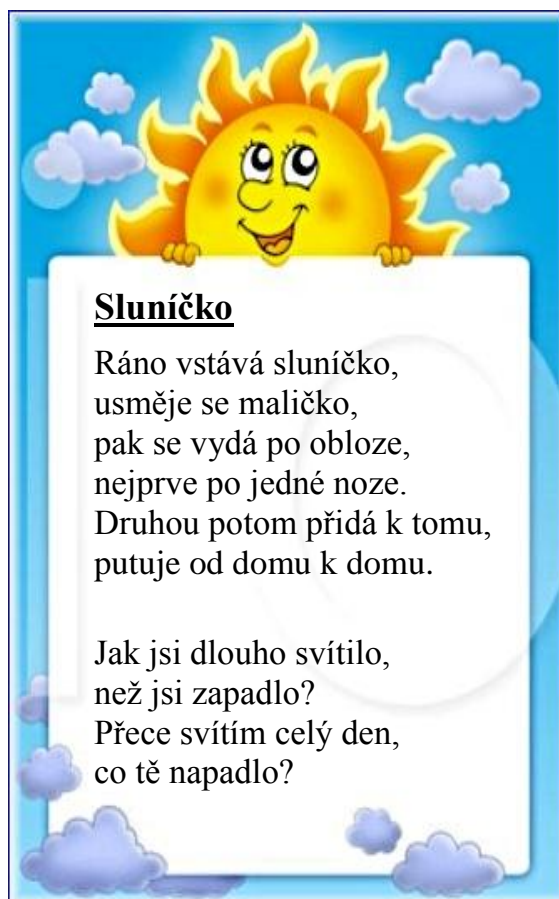 Sluníčko
Ráno vstává sluníčko,
usměje se maličko,
pak se vydá po obloze,
nejprve po jedné noze.
Druhou potom přidá k tomu,
putuje od domu k domu.
Jak jsi dlouho svítilo,
než jsi zapadlo?
Přece svítím celý den,
co tě napadlo?